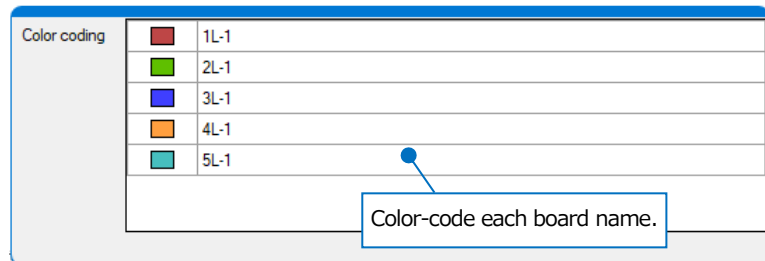 Color coding
1L-1
2L-1
3L-1
4L-1
5L-1
Color-code each board name.